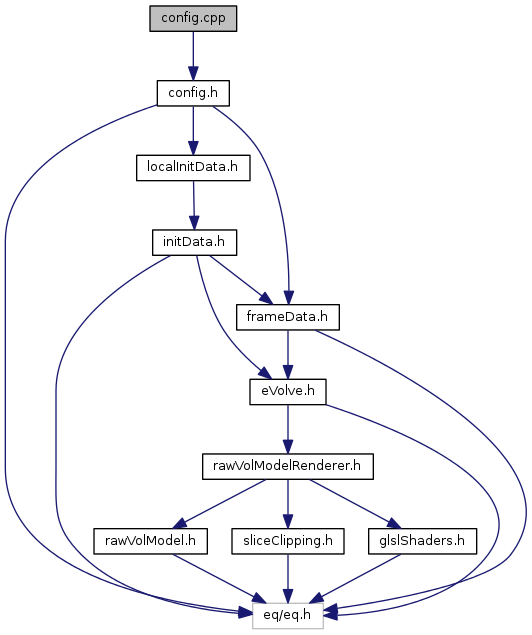 config.cpp
config.h
localInitData.h
initData.h
frameData.h
eVolve.h
rawVolModelRenderer.h
rawVolModel.h
sliceClipping.h
glslShaders.h
eq/eq.h